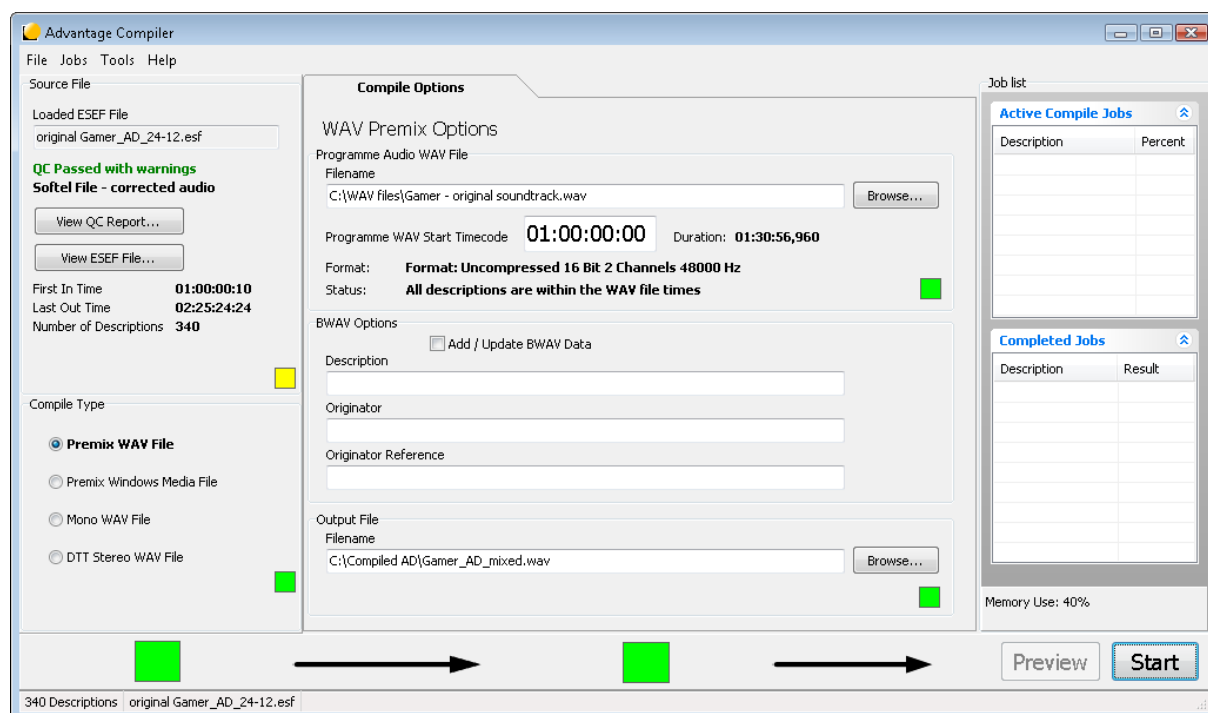 Advantage Compiler
File Jobs Tools Help
Source File
Loaded ESEF File
original Gamer_AD_24-12.esf
QC Passed with warnings
Softel File - corrected audio
View QC Report...
View ESEF File...
First In Time 01:00:00:10
Last Out Time 02:25:24:24
Number of Descriptions 340
Compile Type
Premix WAV File
Premix Windows Media File
Mono WAV File
DTT Stereo WAV File
Compile Options
WAV Premix Options
Programme Audio WAV File
Filename
C:\WAV files\Gamer - original soundtrack.wav
Browse...
Programme WAV Start Timecode 01:00:00:00 Duration: 01:30:56,960
Format: Format: Uncompressed 16 Bit 2 Channels 48000 Hz
Status: All descriptions are within the WAV file times
BWAV Options
Add / Update BWAV Data
Description
Originator
Originator Reference
Output File
Filename
C:\Compiled AD\Gamer_AD_mixed.wav
Browse...
Job list
Active Compile Jobs
Description Percent
Completed Jobs
Description Result
Memory Use: 40%
Preview
Start
340 Descriptions original Gamer_AD_24-12.esf